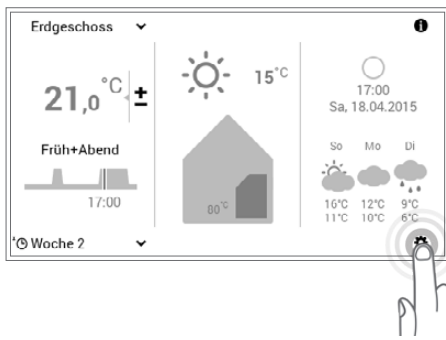 Erdgeschoss
21,0 °C ±
Früh+Abend
17:00
Woche 2
15°C
80°C
17:00
Sa, 18.04.2015
So Mo Di
16°C 12°C 9°C
11°C 10°C 6°C